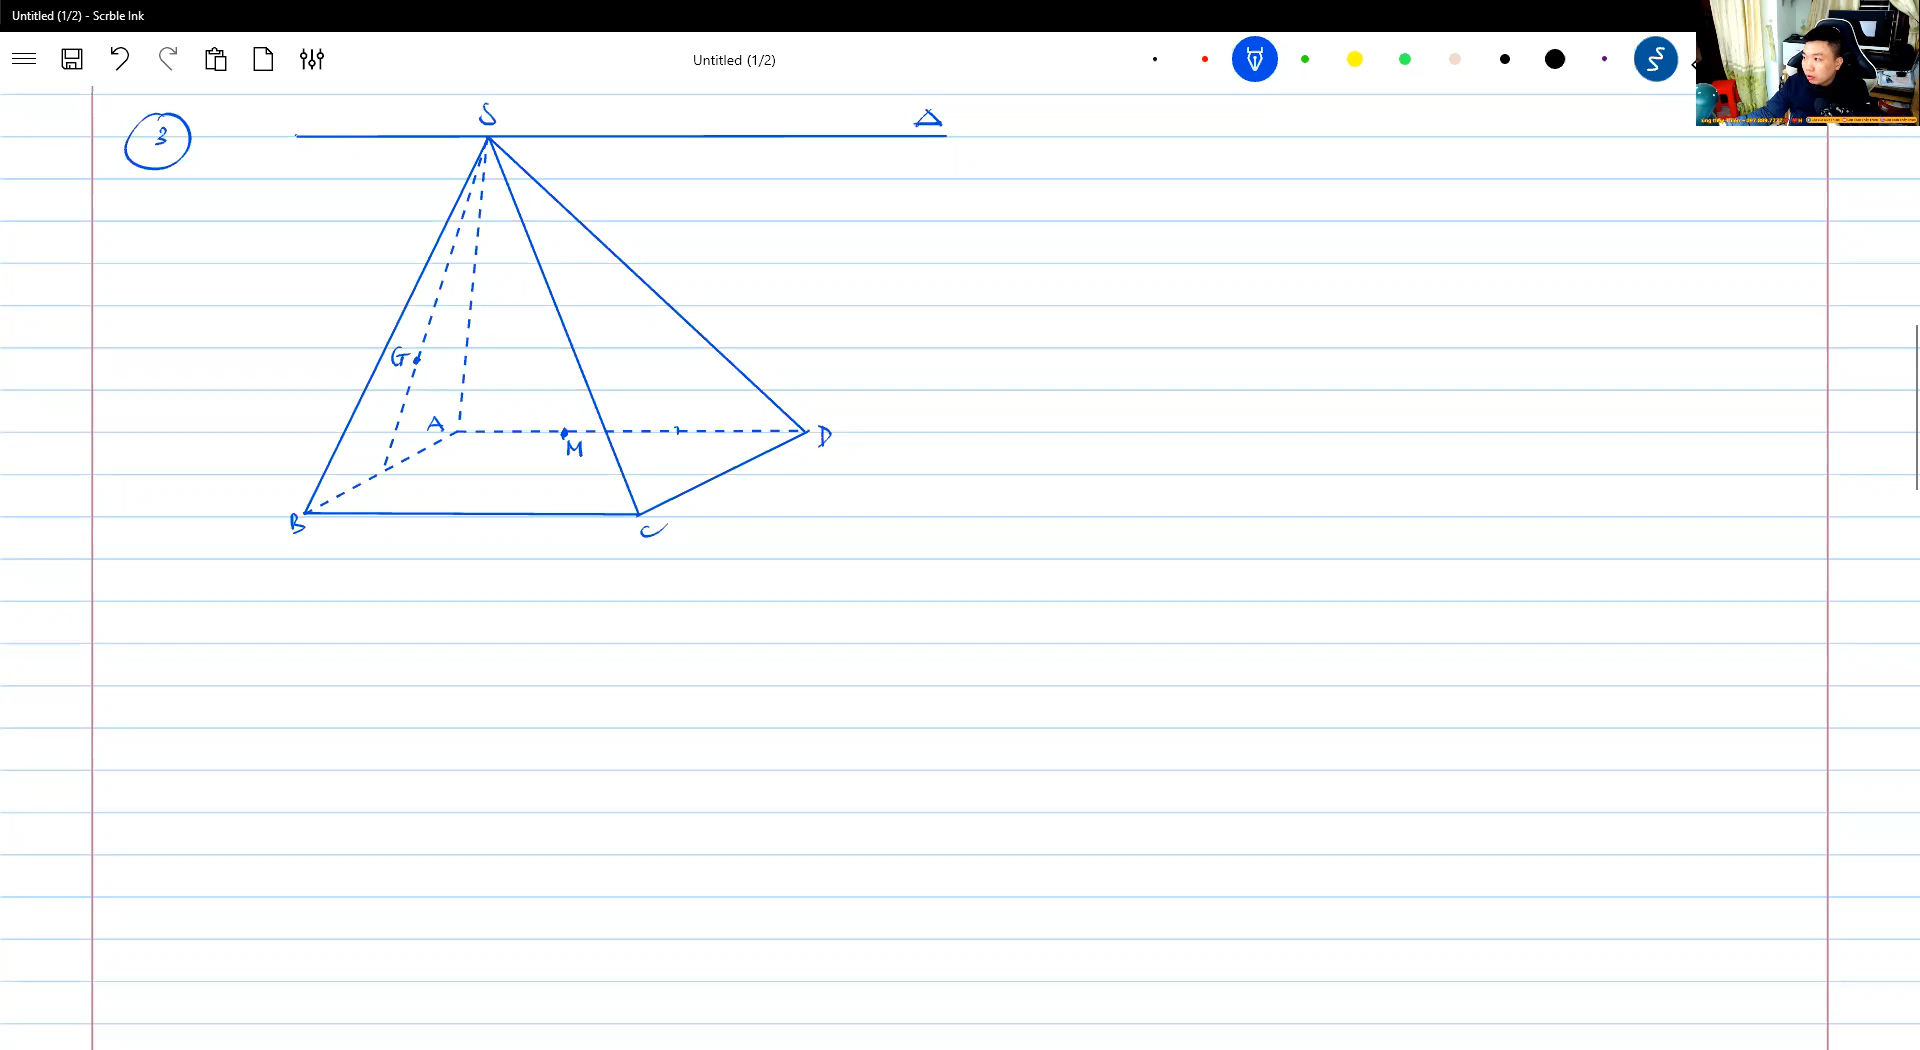 Untitled (1/2) - Scrble Ink
Untitled (1/2)
3
S
Δ
G
A
M
D
B
C